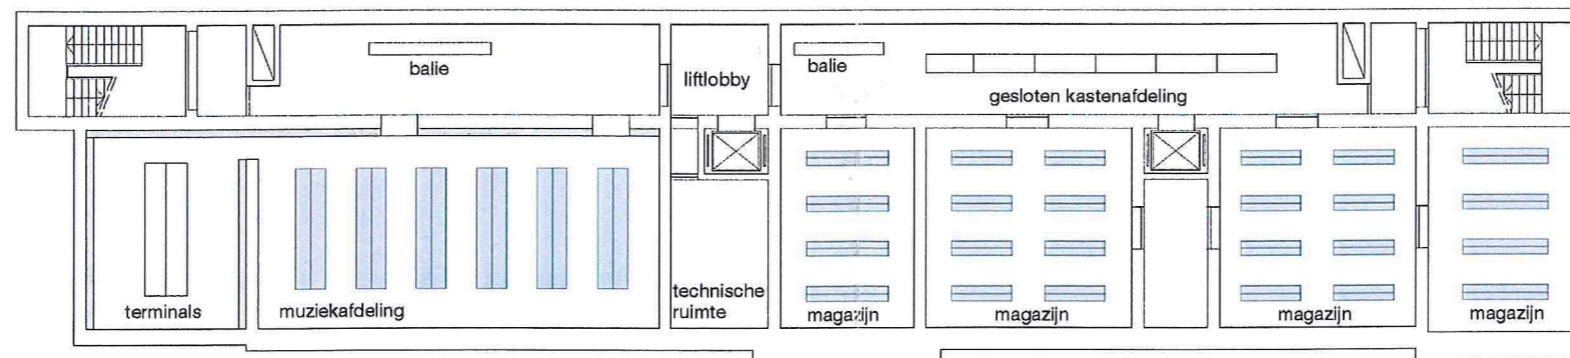 balie
liftlobby
balie
gesloten kastenafdeling
terminals
muziekafdeling
technische
ruimte
magazijn
magazijn
magazijn
magazijn